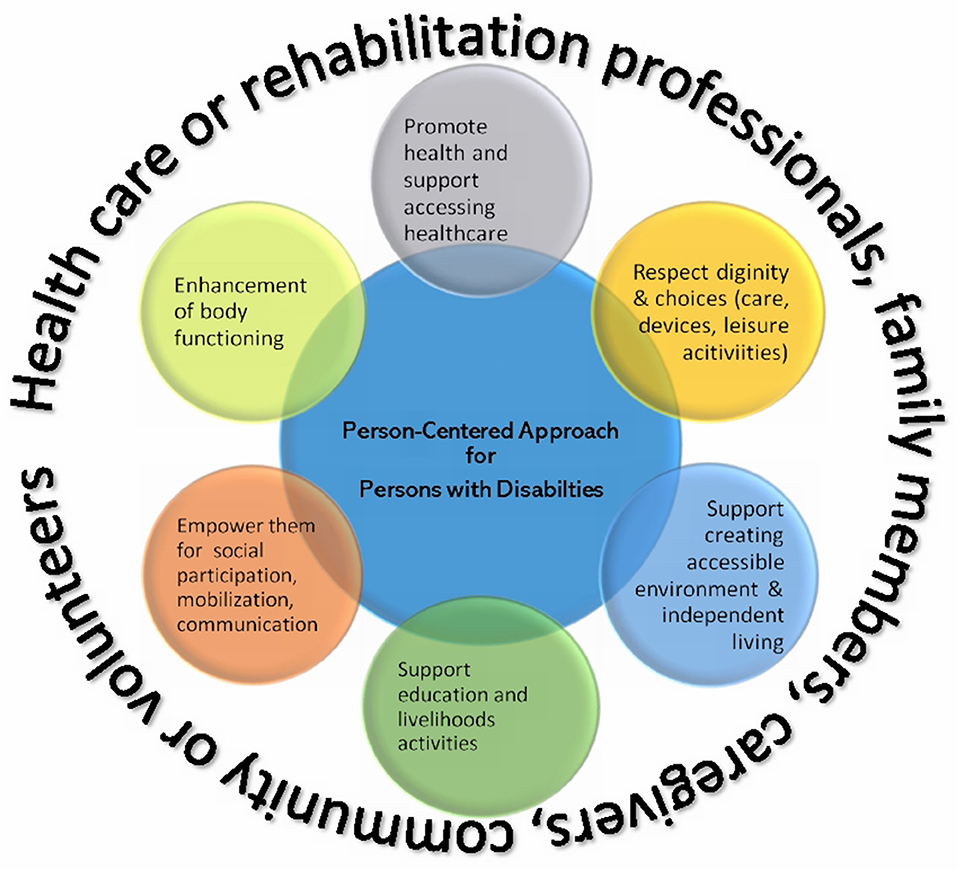 Health care or rehabilitation professionals, family members, caregivers, community or volunteers
Promote
health and
support
accessing
healthcare
Respect diginity
& choices (care,
devices, leisure
acitiviities)
Support
creating
accessible
environment &
independent
living
Support
education and
livelihoods
activities
Empower them
for social
participation,
mobilization,
communication
Enhancement
of body
functioning
Person-Centered Approach
for
Persons with Disabilties